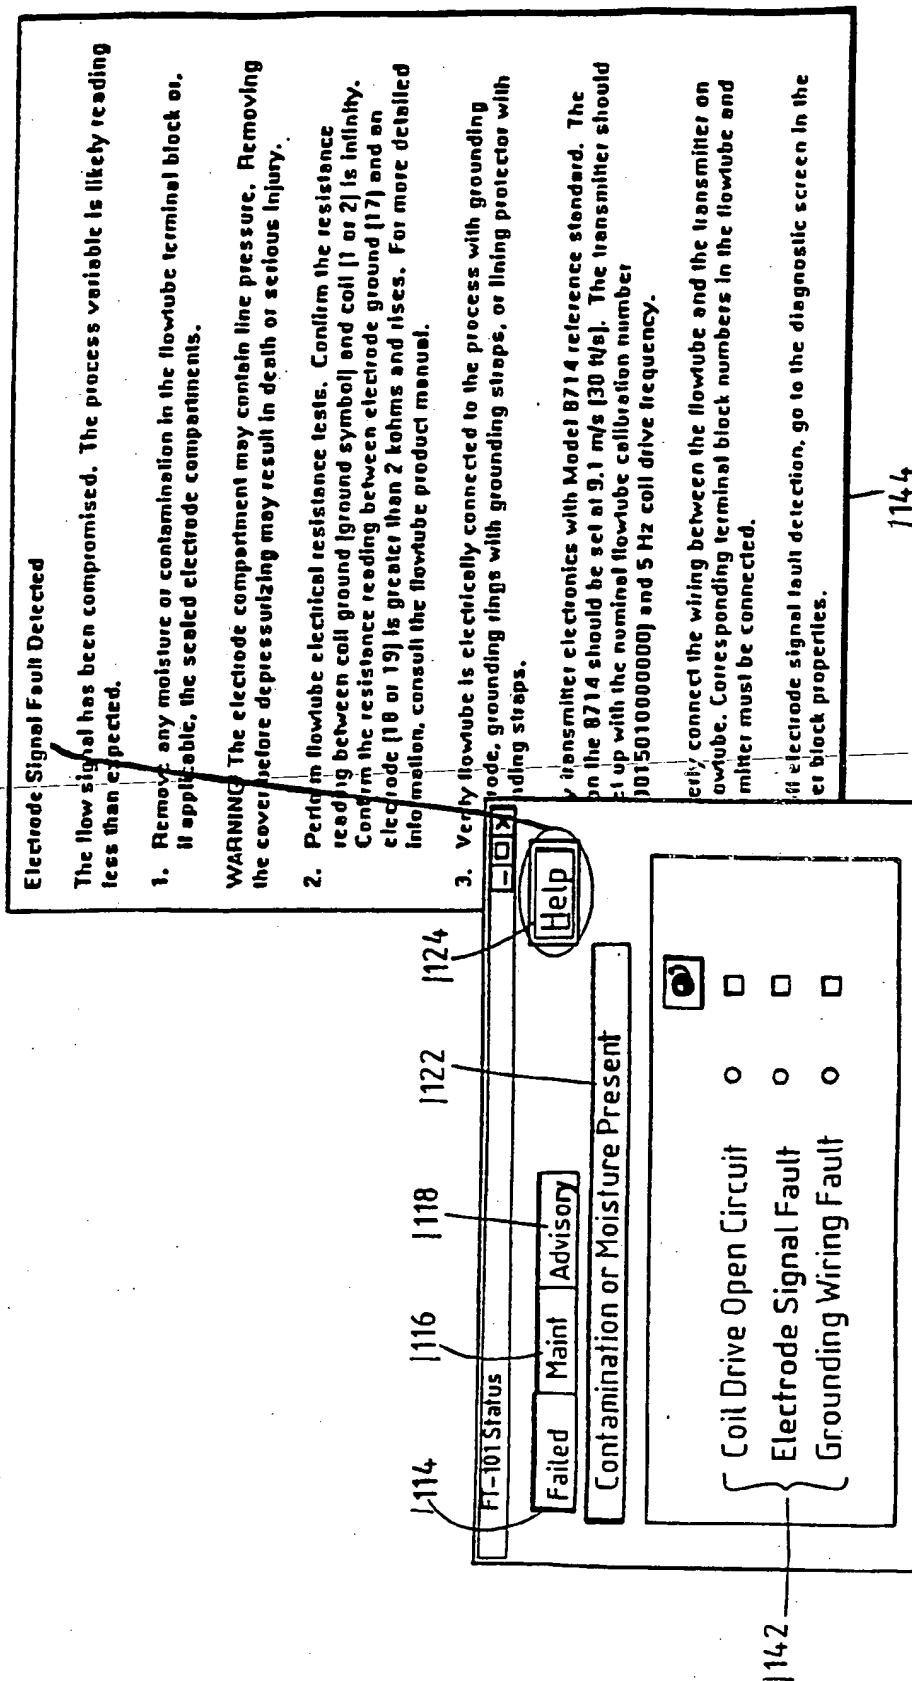 Electrode Signal Fault Detected
The flow signal has been compromised. The process variable is likely reading
less than expected.
1. Remove any moisture or contamination in the flowtube terminal block or,
if applicable, the sealed electrode compartments.
WARNING The electrode compartment may contain line pressure. Removing
the cover before depressurizing may result in death or serious injury.
2. Perform flowtube electrical resistance tests. Confirm the resistance
reading between coil ground [ground symbol] and coil [1 or 2] is infinity.
Confirm the resistance reading between electrode ground [17] and an
electrode [18 or 19] is greater than 2 kohms and rises. For more detailed
information, consult the flowtube product manual.
3. Verify flowtube is electrically connected to the process with grounding
rode, grounding rings with grounding straps, or lining protector with
nding straps.
y transmitter electronics with Model 8714 reference standard. The
on the 8714 should be set at 9.1 m/s [30 ft/s]. The transmitter should
et up with the nominal flowtube calibration number
0015010000000) and 5 Hz coil drive frequency.
erly connect the wiring between the flowtube and the transmitter on
owtube. Corresponding terminal block numbers in the flowtube and
mitter must be connected.
ff electrode signal fault detection, go to the diagnostic screen in the
er block properties.
1144
FT-101 Status
1114
1116
1118
1122
1124
Failed Maint Advisory Help
Contamination or Moisture Present
Coil Drive Open Circuit
Electrode Signal Fault
Grounding Wiring Fault
1142